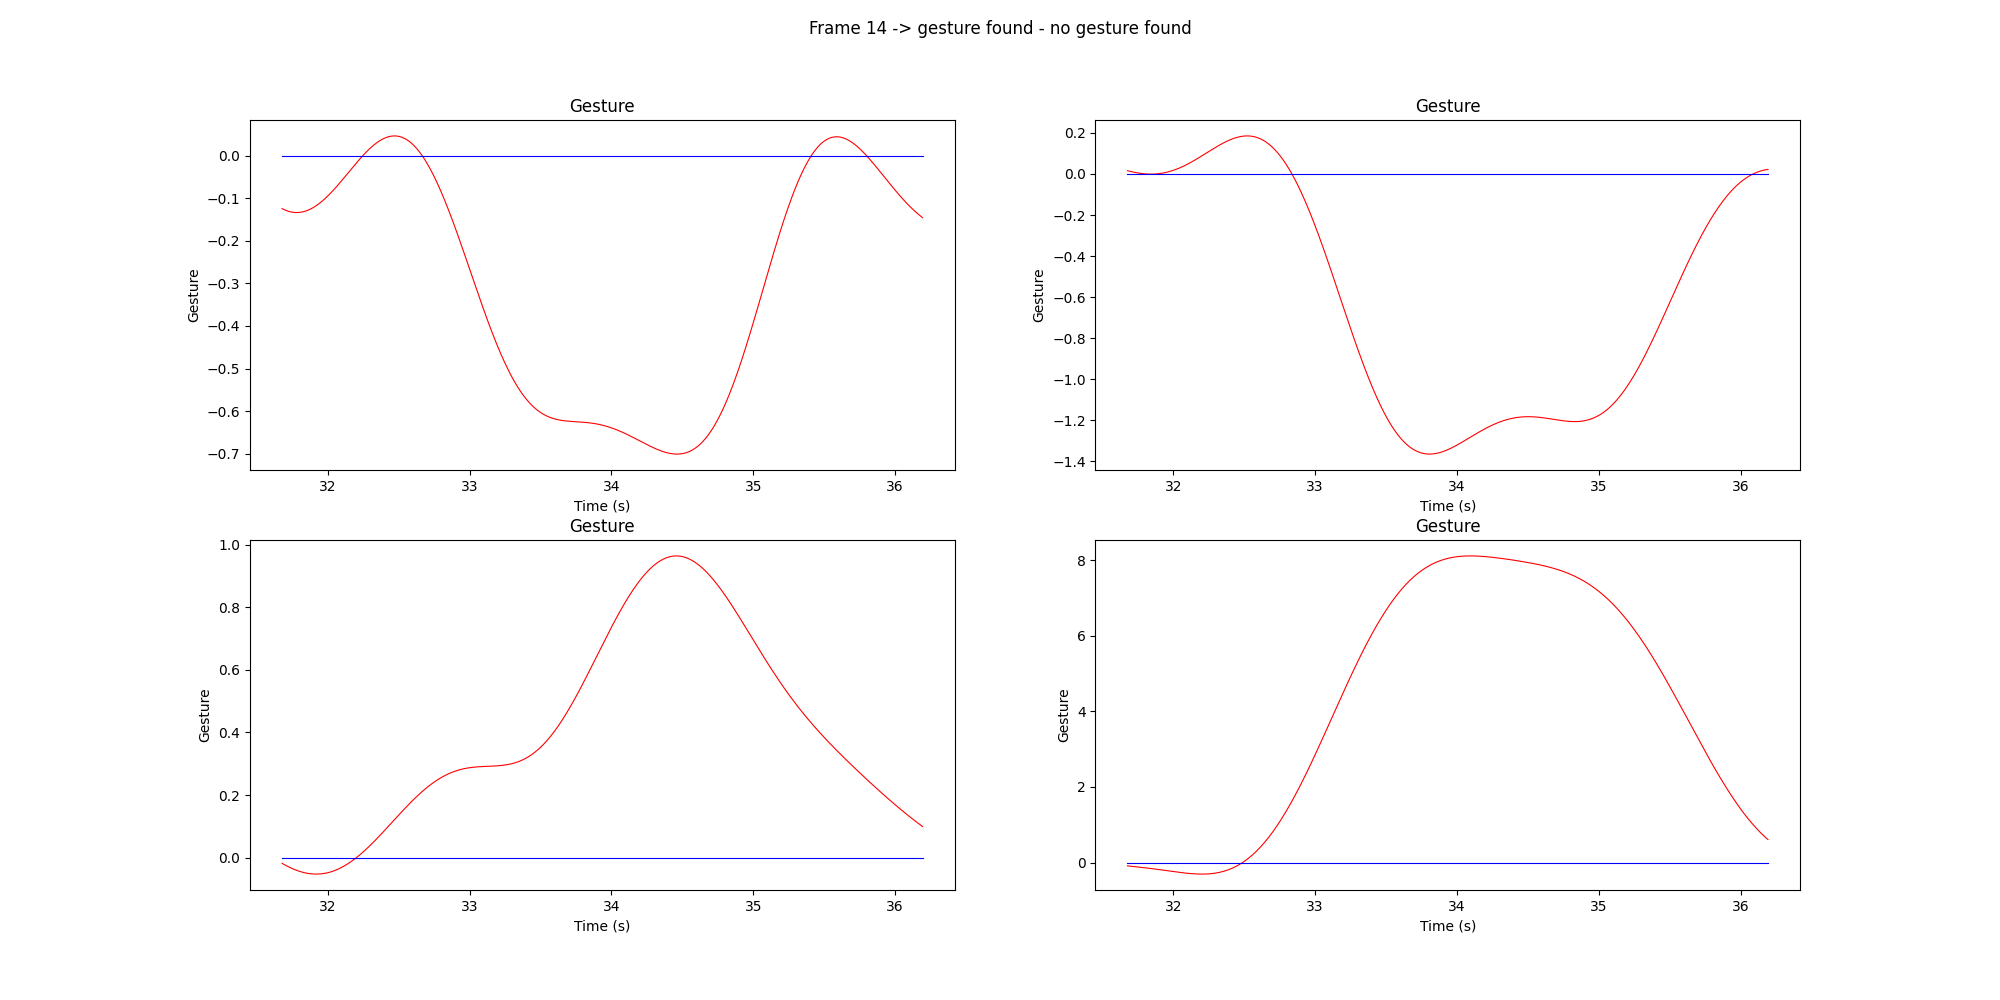 Frame 14 -> gesture found - no gesture found
Gesture
Gesture
0.0
−0.1
−0.2
−0.3
−0.4
−0.5
−0.6
−0.7
32 33 34 35 36
Time (s)
Gesture
Gesture
0.2
0.0
−0.2
−0.4
−0.6
−0.8
−1.0
−1.2
−1.4
32 33 34 35 36
Time (s)
Gesture
Gesture
1.0
0.8
0.6
0.4
0.2
0.0
32 33 34 35 36
Time (s)
Gesture
Gesture
8
6
4
2
0
32 33 34 35 36
Time (s)